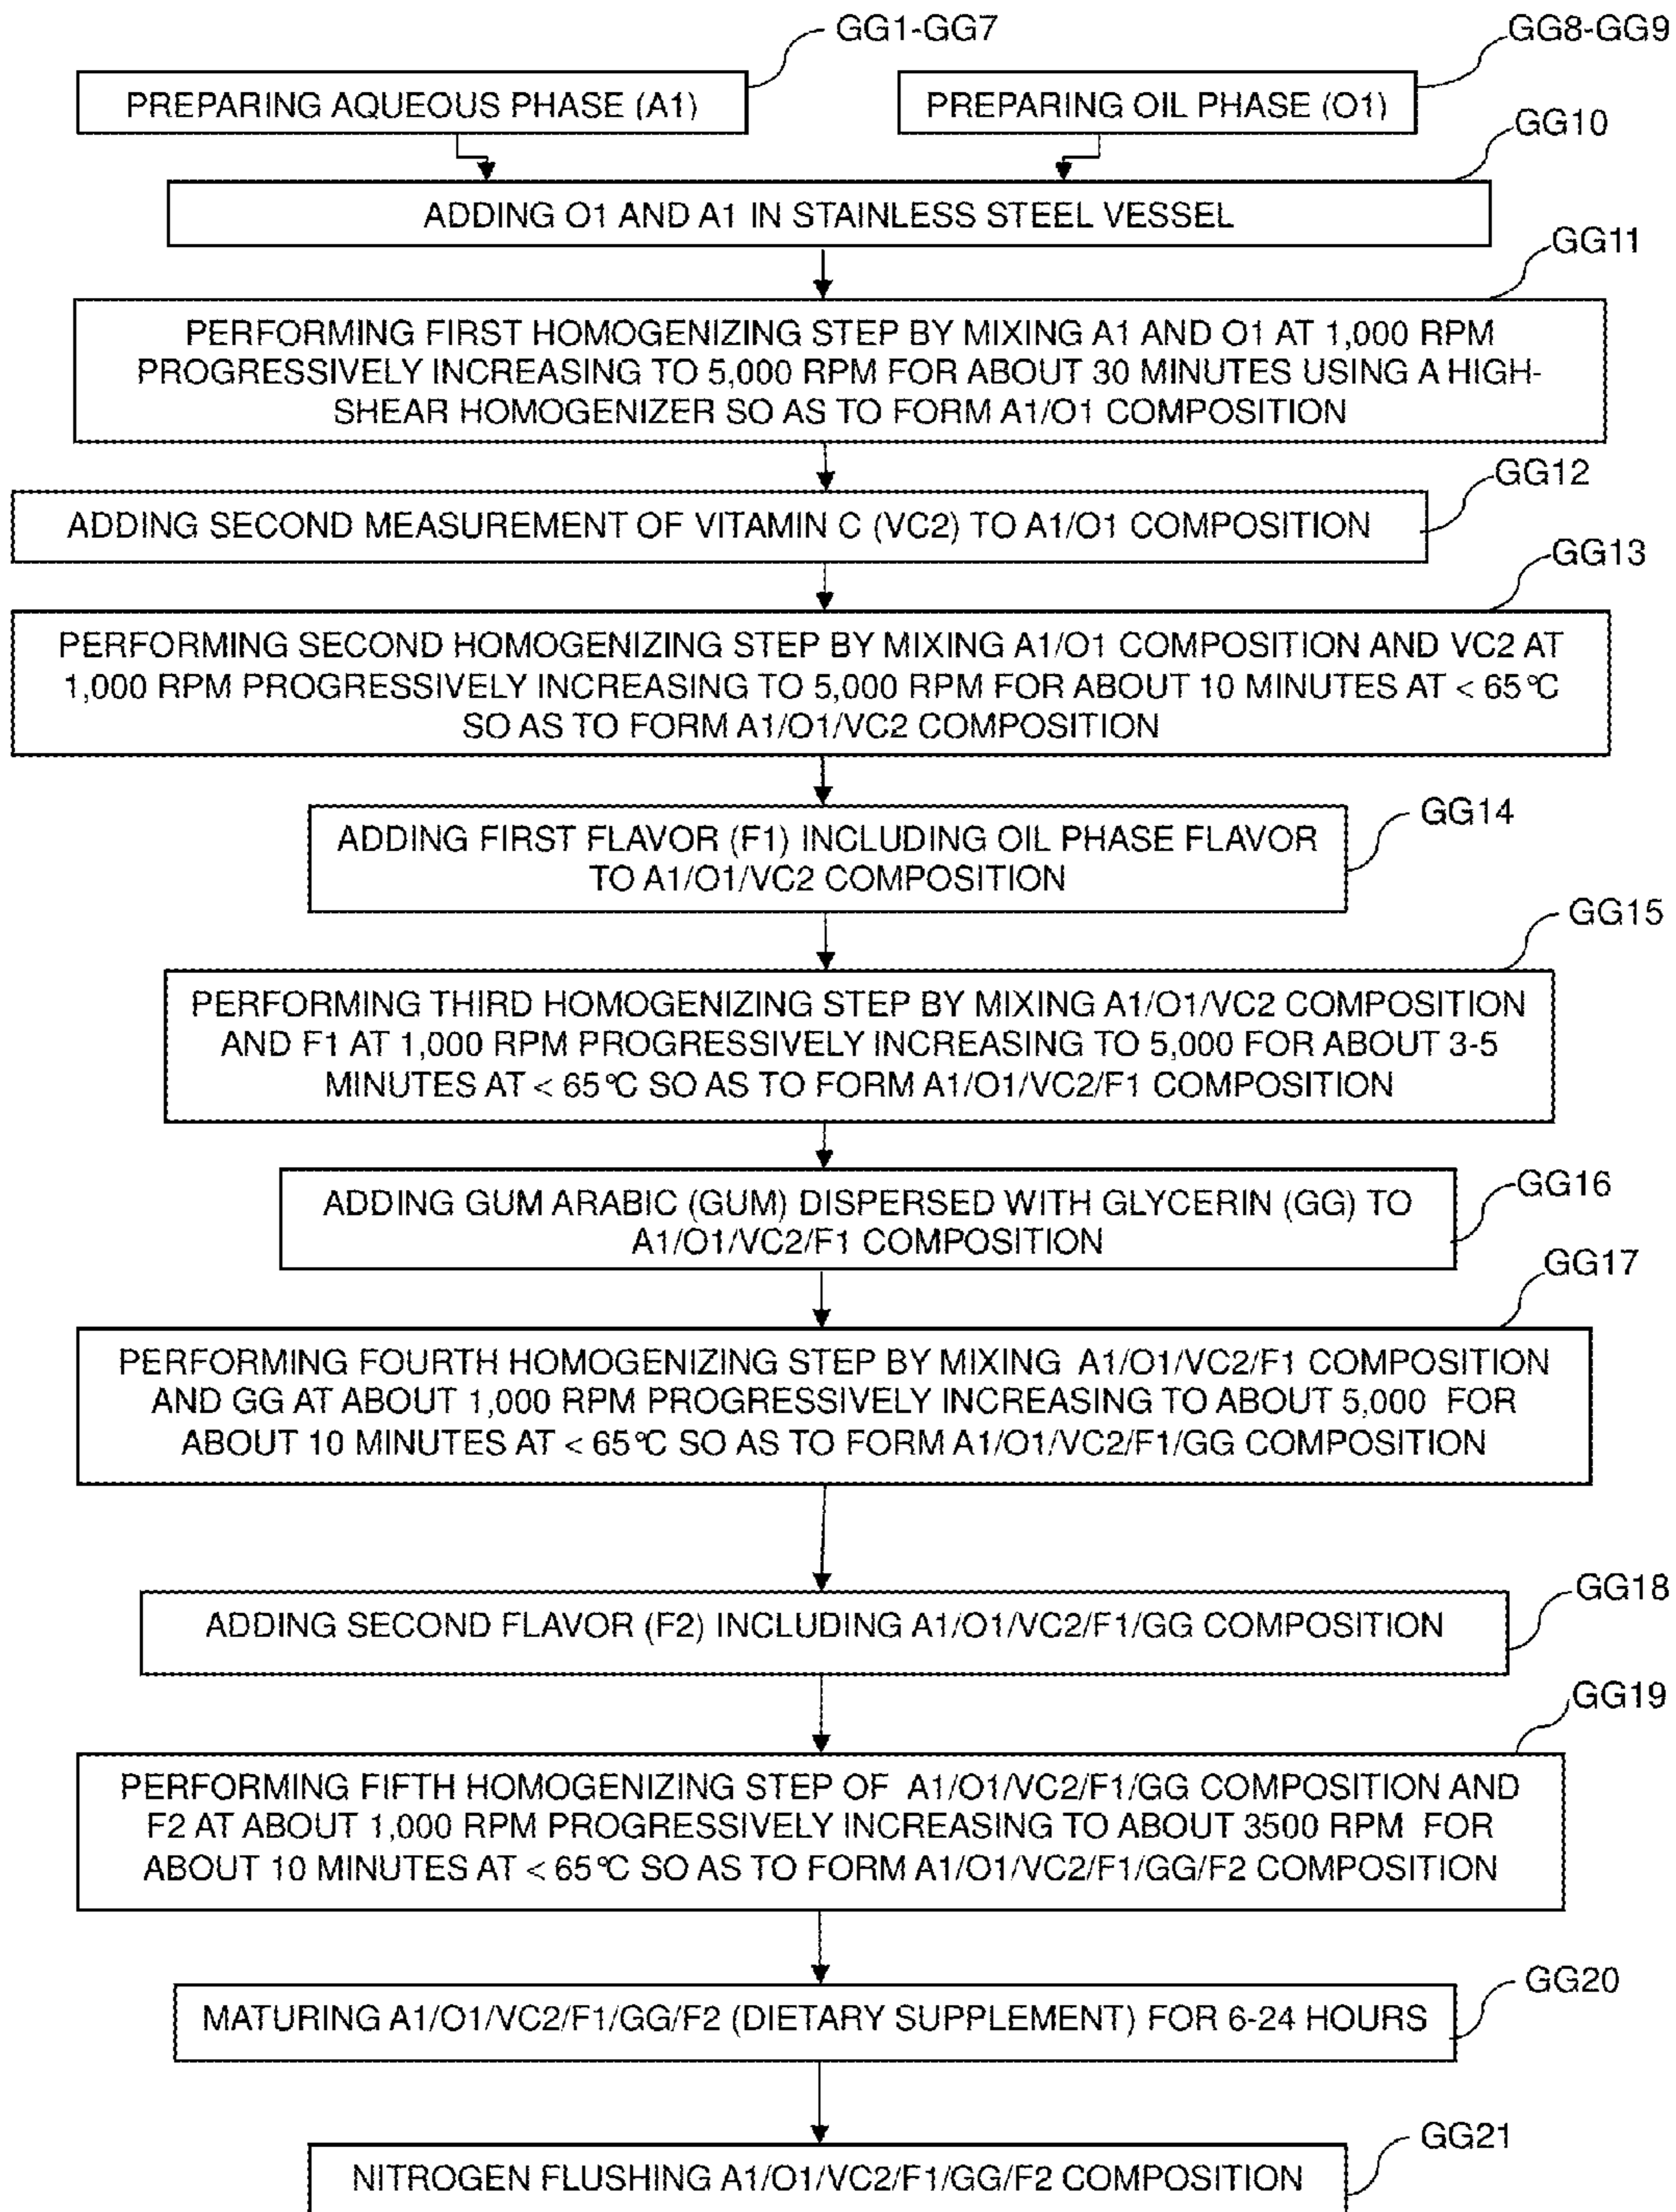 GG1-GG7
GG8-GG9
PREPARING AQUEOUS PHASE (A1)
PREPARING OIL PHASE (O1)
GG10
ADDING O1 AND A1 IN STAINLESS STEEL VESSEL
GG11
PERFORMING FIRST HOMOGENIZING STEP BY MIXING A1 AND O1 AT 1,000 RPM
PROGRESSIVELY INCREASING TO 5,000 RPM FOR ABOUT 30 MINUTES USING A HIGH-
SHEAR HOMOGENIZER SO AS TO FORM A1/O1 COMPOSITION
GG12
ADDING SECOND MEASUREMENT OF VITAMIN C (VC2) TO A1/O1 COMPOSITION
GG13
PERFORMING SECOND HOMOGENIZING STEP BY MIXING A1/O1 COMPOSITION AND VC2 AT
1,000 RPM PROGRESSIVELY INCREASING TO 5,000 RPM FOR ABOUT 10 MINUTES AT < 65°C
SO AS TO FORM A1/O1/VC2 COMPOSITION
GG14
ADDING FIRST FLAVOR (F1) INCLUDING OIL PHASE FLAVOR
TO A1/O1/VC2 COMPOSITION
GG15
PERFORMING THIRD HOMOGENIZING STEP BY MIXING A1/O1/VC2 COMPOSITION
AND F1 AT 1,000 RPM PROGRESSIVELY INCREASING TO 5,000 FOR ABOUT 3-5
MINUTES AT < 65°C SO AS TO FORM A1/O1/VC2/F1 COMPOSITION
GG16
ADDING GUM ARABIC (GUM) DISPERSED WITH GLYCERIN (GG) TO
A1/O1/VC2/F1 COMPOSITION
GG17
PERFORMING FOURTH HOMOGENIZING STEP BY MIXING A1/O1/VC2/F1 COMPOSITION
AND GG AT ABOUT 1,000 RPM PROGRESSIVELY INCREASING TO ABOUT 5,000 FOR
ABOUT 10 MINUTES AT < 65°C SO AS TO FORM A1/O1/VC2/F1/GG COMPOSITION
GG18
ADDING SECOND FLAVOR (F2) INCLUDING A1/O1/VC2/F1/GG COMPOSITION
GG19
PERFORMING FIFTH HOMOGENIZING STEP OF A1/O1/VC2/F1/GG COMPOSITION AND
F2 AT ABOUT 1,000 RPM PROGRESSIVELY INCREASING TO ABOUT 3500 RPM FOR
ABOUT 10 MINUTES AT < 65°C SO AS TO FORM A1/O1/VC2/F1/GG/F2 COMPOSITION
GG20
MATURING A1/O1/VC2/F1/GG/F2 (DIETARY SUPPLEMENT) FOR 6-24 HOURS
GG21
NITROGEN FLUSHING A1/O1/VC2/F1/GG/F2 COMPOSITION